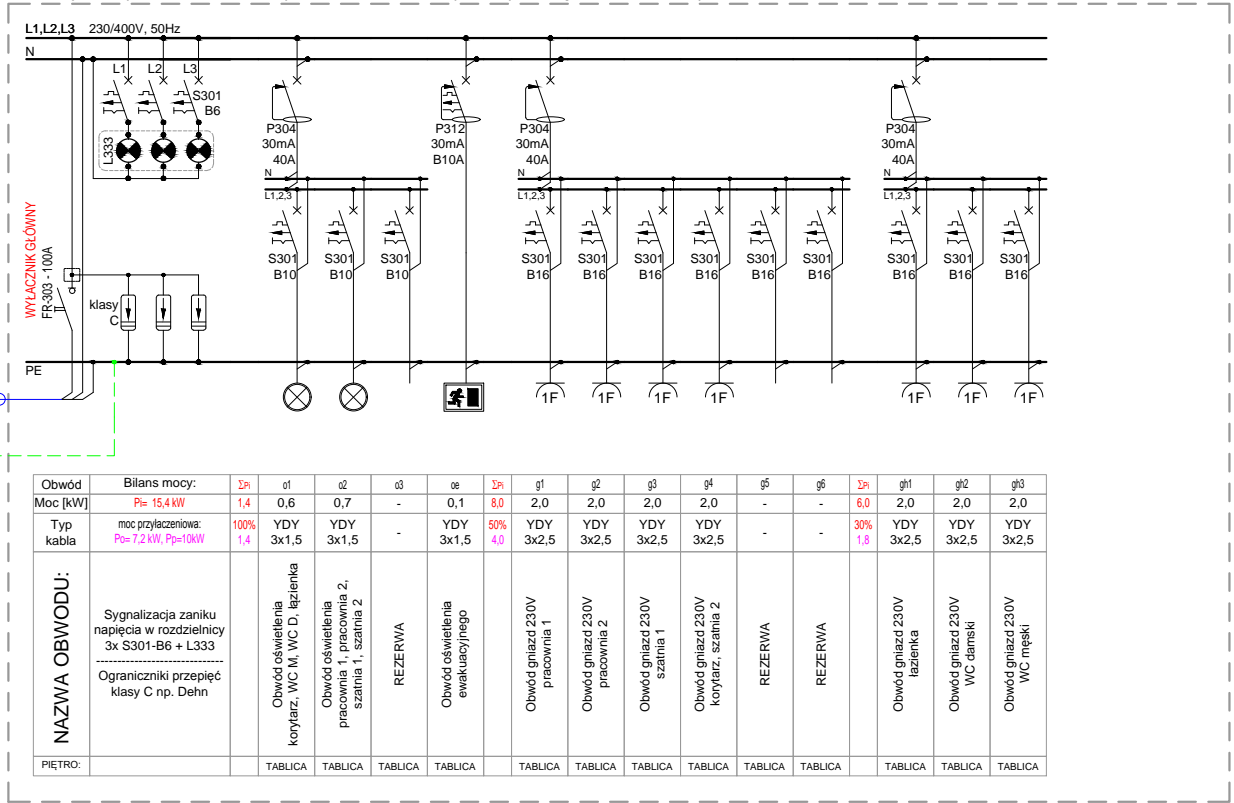 L1,L2,L3 230/400V, 50Hz
N
L1 L2 L3
S301
B6
L333
P304
30mA
40A
P312
30mA
B10A
P304
30mA
40A
P304
30mA
40A
N
L1,2,3
N
L1,2,3
N
L1,2,3
S301
B10
S301
B10
S301
B10
S301
B16
S301
B16
S301
B16
S301
B16
S301
B16
S301
B16
S301
B16
S301
B16
S301
B16
WYŁĄCZNIK GŁÓWNY
FR-303 - 100A
klasy
C
PE
1F 1F 1F 1F 1F 1F 1F
Obwód Bilans mocy: ΣPi o1 o2 o3 oe ΣPi g1 g2 g3 g4 g5 g6 ΣPi gh1 gh2 gh3
Moc [kW] Pi= 15,4 kW 1,4 0,6 0,7 - 0,1 8,0 2,0 2,0 2,0 2,0 - - 6,0 2,0 2,0 2,0
Typ
kabla
moc przyłaczeniowa:
Po= 7,2 kW, Pp=10kW
100%
1,4
YDY
3x1,5
YDY
3x1,5
-
YDY
3x1,5
50%
4,0
YDY
3x2,5
YDY
3x2,5
YDY
3x2,5
YDY
3x2,5
-
-
30%
1,8
YDY
3x2,5
YDY
3x2,5
YDY
3x2,5
NAZWA OBWODU:
Sygnalizacja zaniku
napięcia w rozdzielnicy
3x S301-B6 + L333
Ograniczniki przepięć
klasy C np. Dehn
Obwód oświetlenia
korytarz, WC M, WC D, łązienka
Obwód oświetlenia
pracownia 1, pracownia 2,
szatnia 1, szatnia 2
REZERWA
Obwód oświetlenia
ewakuacyjnego
Obwód gniazd 230V
pracownia 1
Obwód gniazd 230V
pracownia 2
Obwód gniazd 230V
szatnia 1
Obwód gniazd 230V
korytarz, szatnia 2
REZERWA
REZERWA
Obwód gniazd 230V
łazienka
Obwód gniazd 230V
WC damski
Obwód gniazd 230V
WC męski
PIĘTRO: TABLICA TABLICA TABLICA TABLICA TABLICA TABLICA TABLICA TABLICA TABLICA TABLICA TABLICA TABLICA TABLICA